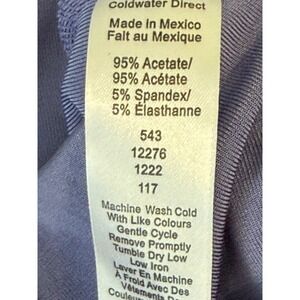 Coldwater Direct
Made in Mexico
Fait au Mexique
95% Acetate/
95% Acétate
5% Spandex/
5% Élasthanne
543
12276
1222
117
Machine Wash Cold
With Like Colours
Gentle Cycle
Remove Promptly
Tumble Dry Low
Low Iron
Laver En Machine
À Froid Avec Des
Vêtements De